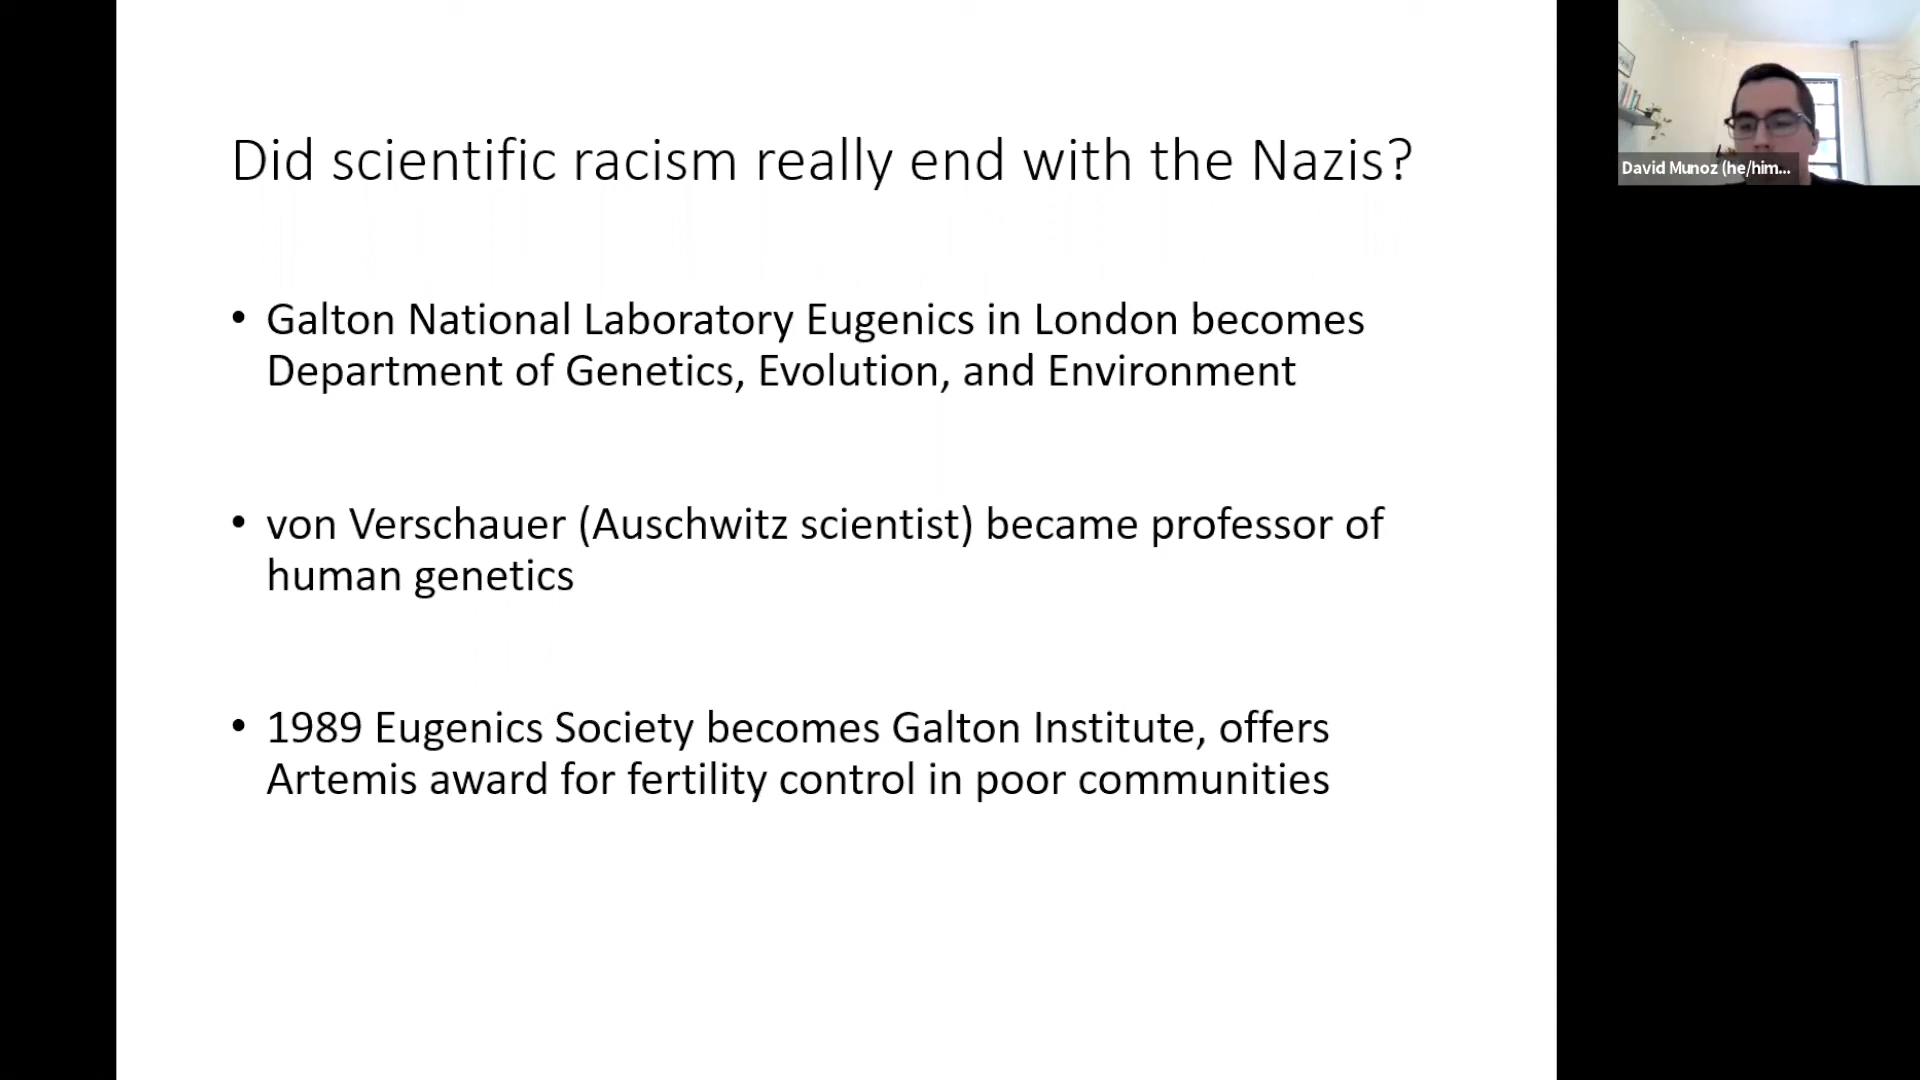 Did scientific racism really end with the Nazis?
• Galton National Laboratory Eugenics in London becomes
Department of Genetics, Evolution, and Environment
• von Verschauer (Auschwitz scientist) became professor of
human genetics
• 1989 Eugenics Society becomes Galton Institute, offers
Artemis award for fertility control in poor communities
David Munoz (he/him...